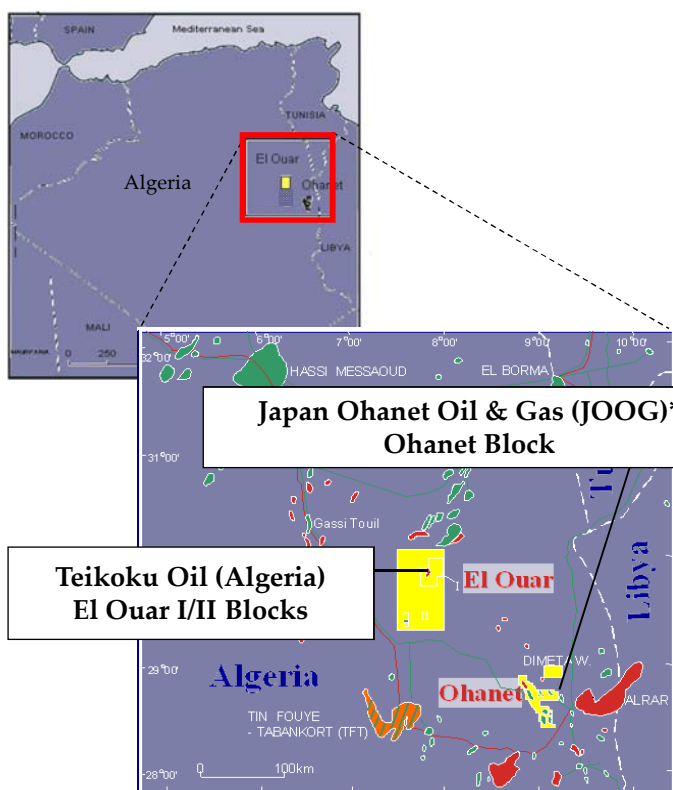 SPAIN
Mediterranean Sea
TUNISIA
MOROCCO
El Ouar
Algeria
Ohanet
LIBYA
MALI
0 250
5°00' 6°00' 7°00' 8°00' 9°00' 10°00'
32°00'
HASSI MESSAOUD
EL BORMA
Japan Ohanet Oil & Gas (JOOG)*
Ohanet Block
31°00'
Tu
Gassi Touil
Teikoku Oil (Algeria)
El Ouar I/II Blocks
El Ouar
I
II
Libya
29°00'
DIMETA W.
Algeria
Ohanet
ALRAR
TIN FOUYE
- TABANKORT (TFT)
28°00'
0 100km